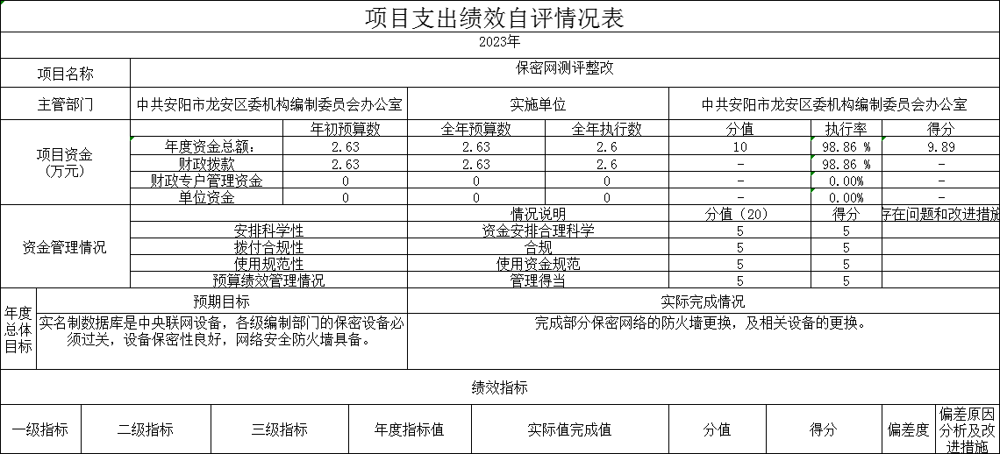 项目支出绩效自评情况表
2023年
项目名称 保密网测评整改
主管部门 中共安阳市龙安区委机构编制委员会办公室 实施单位 中共安阳市龙安区委机构编制委员会办公室
项目资金
(万元)
年初预算数 全年预算数 全年执行数 分值 执行率 得分
年度资金总额： 2.63 2.63 2.6 10 98.86 % 9.89
财政拨款 2.63 2.63 2.6 - 98.86 % -
财政专户管理资金 0 0 0 - 0.00% -
单位资金 0 0 0 - 0.00% -
资金管理情况
情况说明 分值（20） 得分 存在问题和改进措施
安排科学性 资金安排合理科学 5 5
拨付合规性 合规 5 5
使用规范性 使用资金规范 5 5
预算绩效管理情况 管理得当 5 5
年度
总体
目标
预期目标 实际完成情况
实名制数据库是中央联网设备，各级编制部门的保密设备必
须过关，设备保密性良好，网络安全防火墙具备。
完成部分保密网络的防火墙更换，及相关设备的更换。
绩效指标
一级指标 二级指标 三级指标 年度指标值 实际值完成值 分值 得分 偏差度
偏差原因
分析及改
进措施